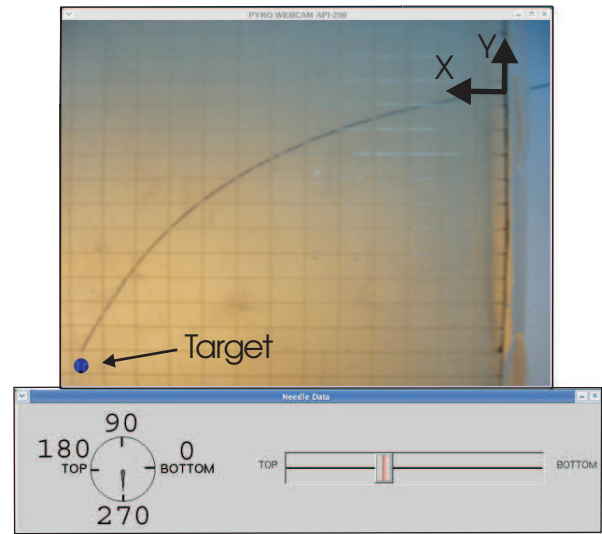 PYRO WEBCAM API-200
Y
X
Target
Needle Data
90
180
0
TOP
BOTTOM
270
TOP
BOTTOM